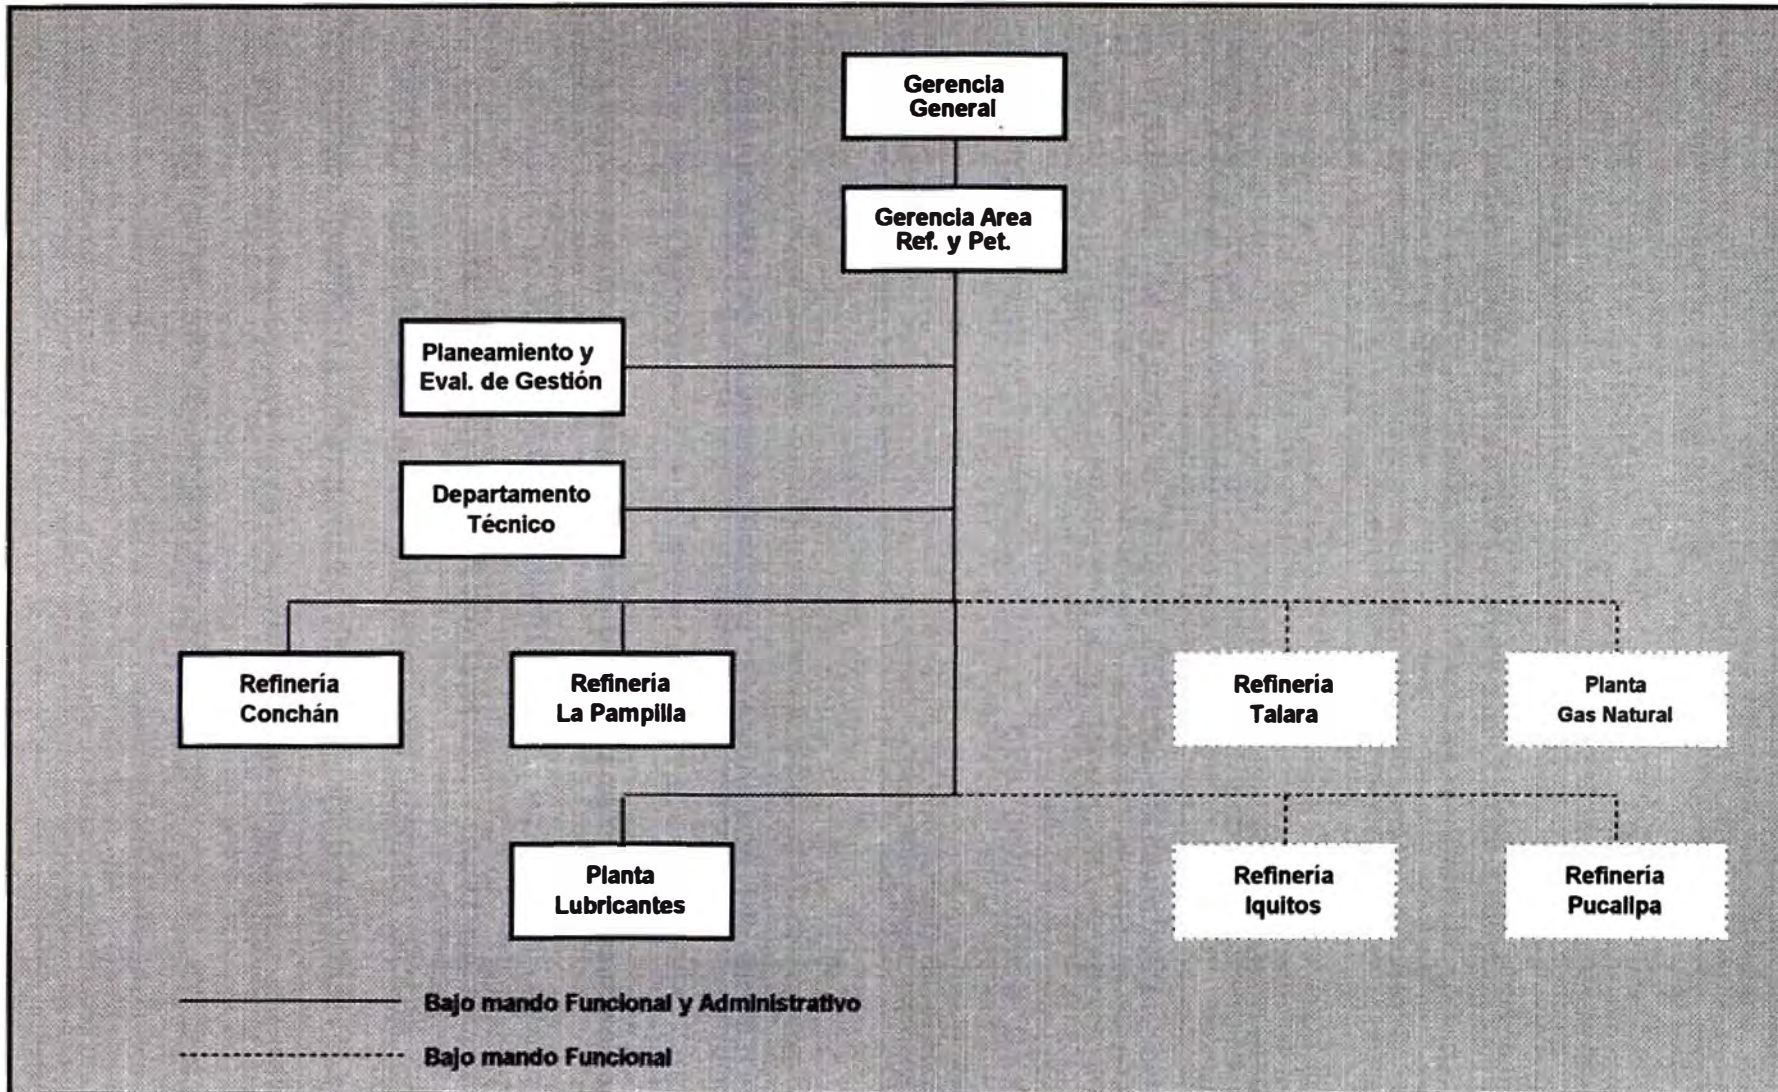 Gerencia
General
Gerencia Area
Ref. y Pet.
Planeamiento y
Eval. de Gestión
Departamento
Técnico
Refinería
Conchán
Refinería
La Pampilla
Refinería
Talara
Planta
Gas Natural
Planta
Lubricantes
Refinería
Iquitos
Refinería
Pucallpa
Bajo mando Funcional y Administrativo
Bajo mando Funcional